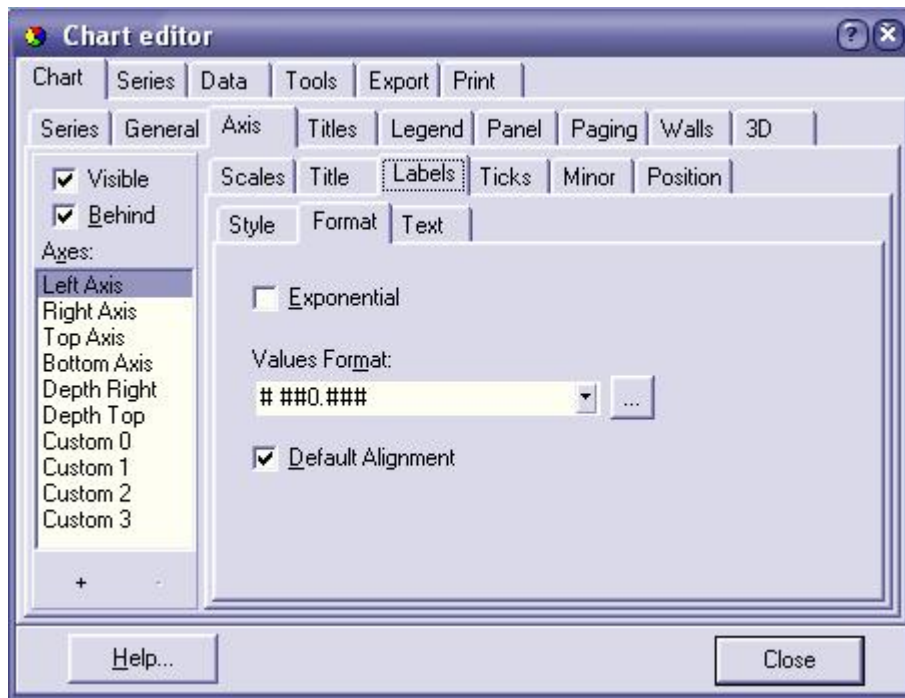 Chart editor
Chart Series Data Tools Export Print
Series General Axis Titles Legend Panel Paging Walls 3D
Visible
Behind
Axes:
Left Axis
Right Axis
Top Axis
Bottom Axis
Depth Right
Depth Top
Custom 0
Custom 1
Custom 2
Custom 3
+ -
Scales Title Labels Ticks Minor Position
Style Format Text
Exponential
Values Format:
# ##0.### ...
Default Alignment
Help... Close